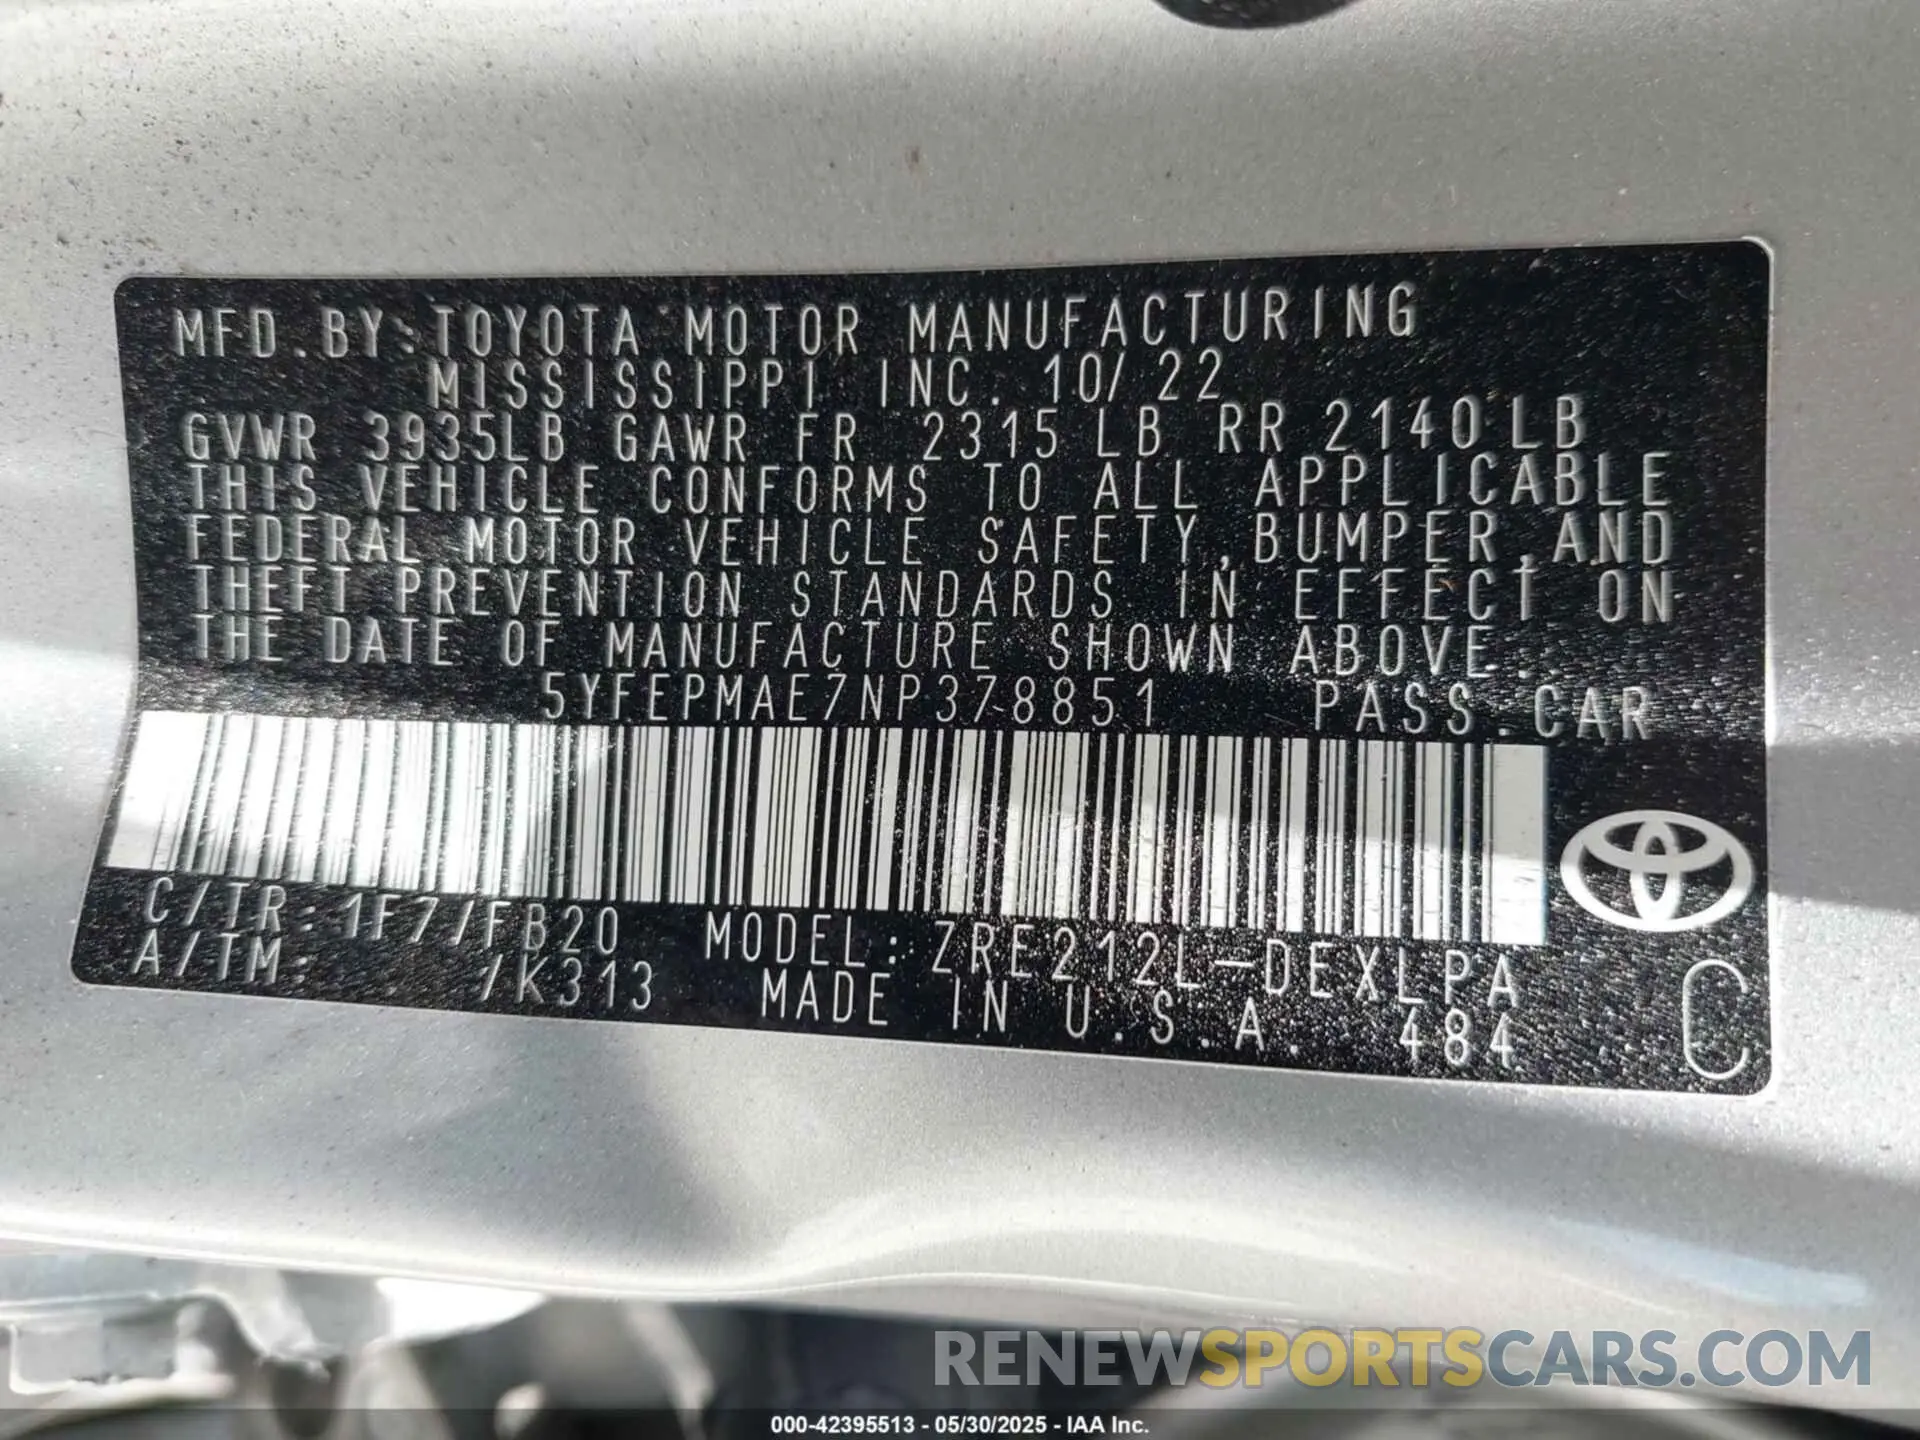 MFD.BY:TOYOTA MOTOR MANUFACTURING
MISSISSIPPI INC. 10/22
GVWR 3935LB GAWR FR 2315 LB RR 2140LB
THIS VEHICLE CONFORMS TO ALL APPLICABLE
FEDERAL MOTOR VEHICLE SAFETY,BUMPER,AND
THEFT PREVENTION STANDARDS IN EFFECT ON
THE DATE OF MANUFACTURE SHOWN ABOVE.
5YFEPMAE7NP378851 PASS.CAR
C/TR:1F7/FB20 MODEL:ZRE212L-DEXLPA
A/TM: /K313 MADE IN U.S.A. 484 C
RENEWSPORTSCARS.COM
000-42395513 - 05/30/2025 - IAA Inc.